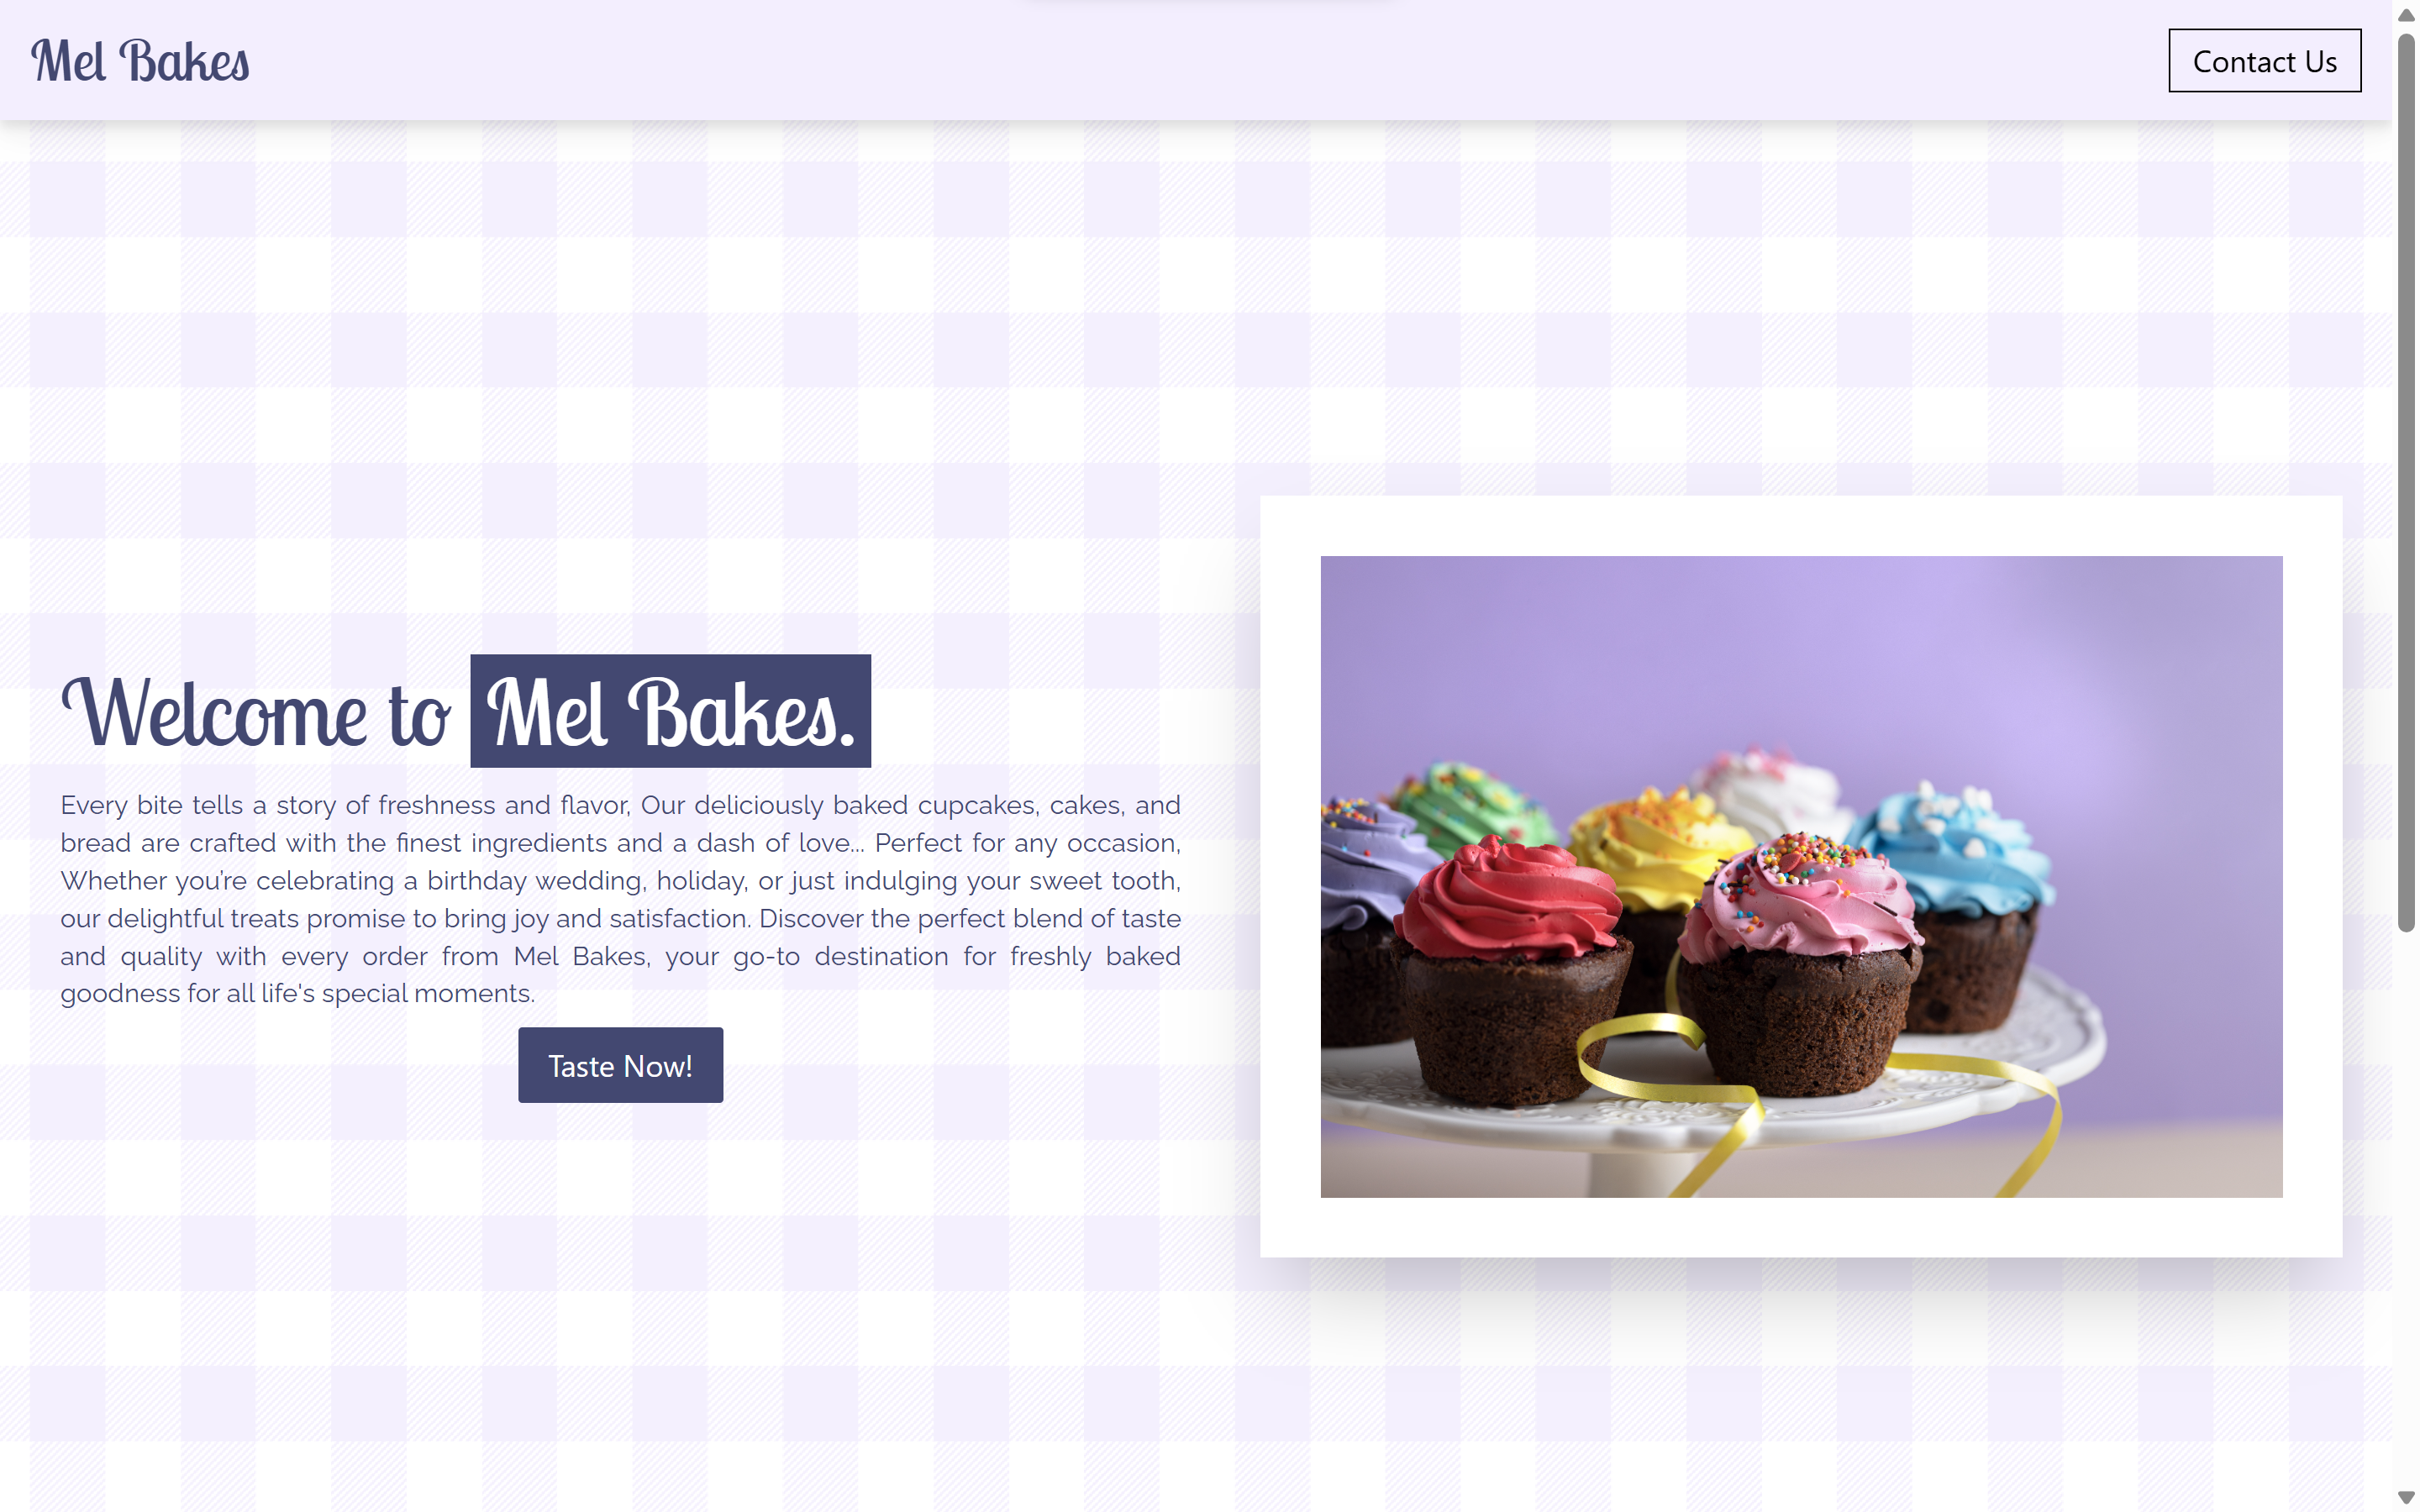 Mel Bakes
Contact Us
Welcome to Mel Bakes.
Every bite tells a story of freshness and flavor, Our deliciously baked cupcakes, cakes, and
bread are crafted with the finest ingredients and a dash of love... Perfect for any occasion,
Whether you’re celebrating a birthday wedding, holiday, or just indulging your sweet tooth,
our delightful treats promise to bring joy and satisfaction. Discover the perfect blend of taste
and quality with every order from Mel Bakes, your go-to destination for freshly baked
goodness for all life's special moments.
Taste Now!